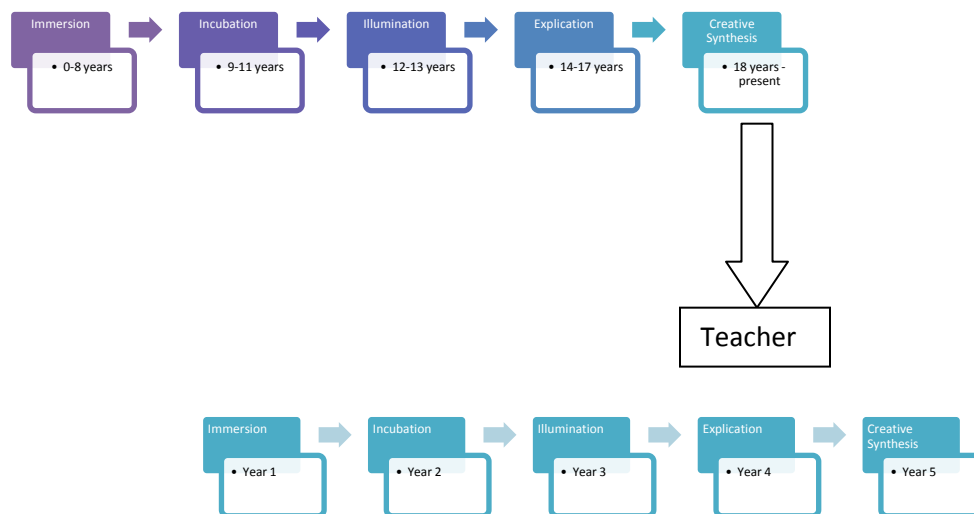 Immersion
• 0-8 years
Incubation
• 9-11 years
Illumination
• 12-13 years
Explication
• 14-17 years
Creative
Synthesis
• 18 years -
present
Teacher
Immersion
• Year 1
Incubation
• Year 2
Illumination
• Year 3
Explication
• Year 4
Creative
Synthesis
• Year 5